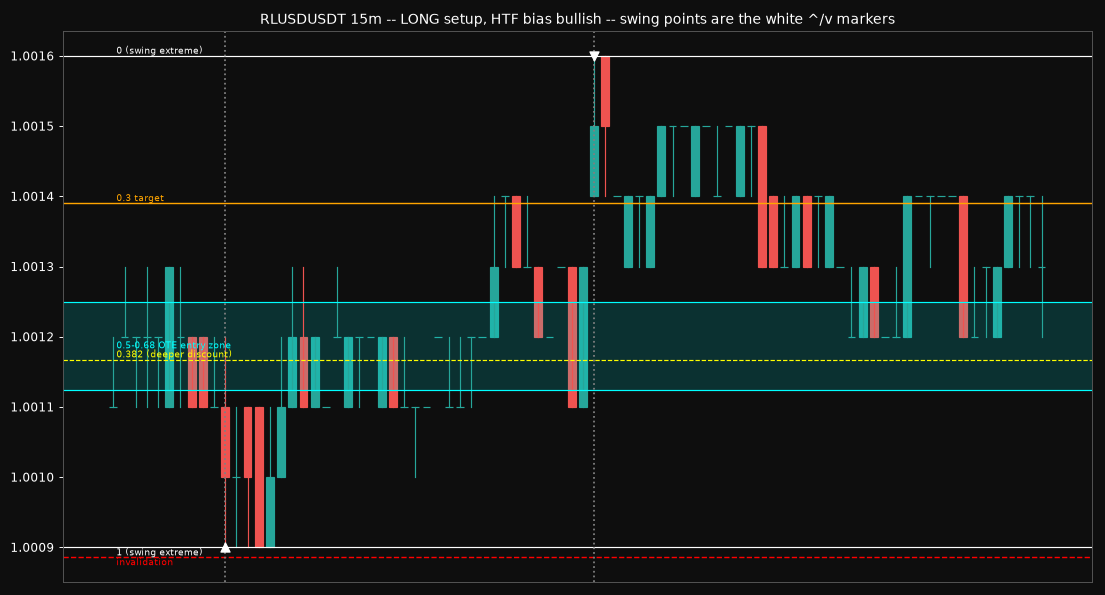 RLUSDUSDT 15m -- LONG setup, HTF bias bullish -- swing points are the white ^/v markers
1.0016
0 (swing extreme)
1.0015
1.0014
0.3 target
1.0013
1.0012
0.5-0.68 OTE entry zone
0.382 (deeper discount)
1.0011
1.0010
1.0009
1 (swing extreme)
Invalidation